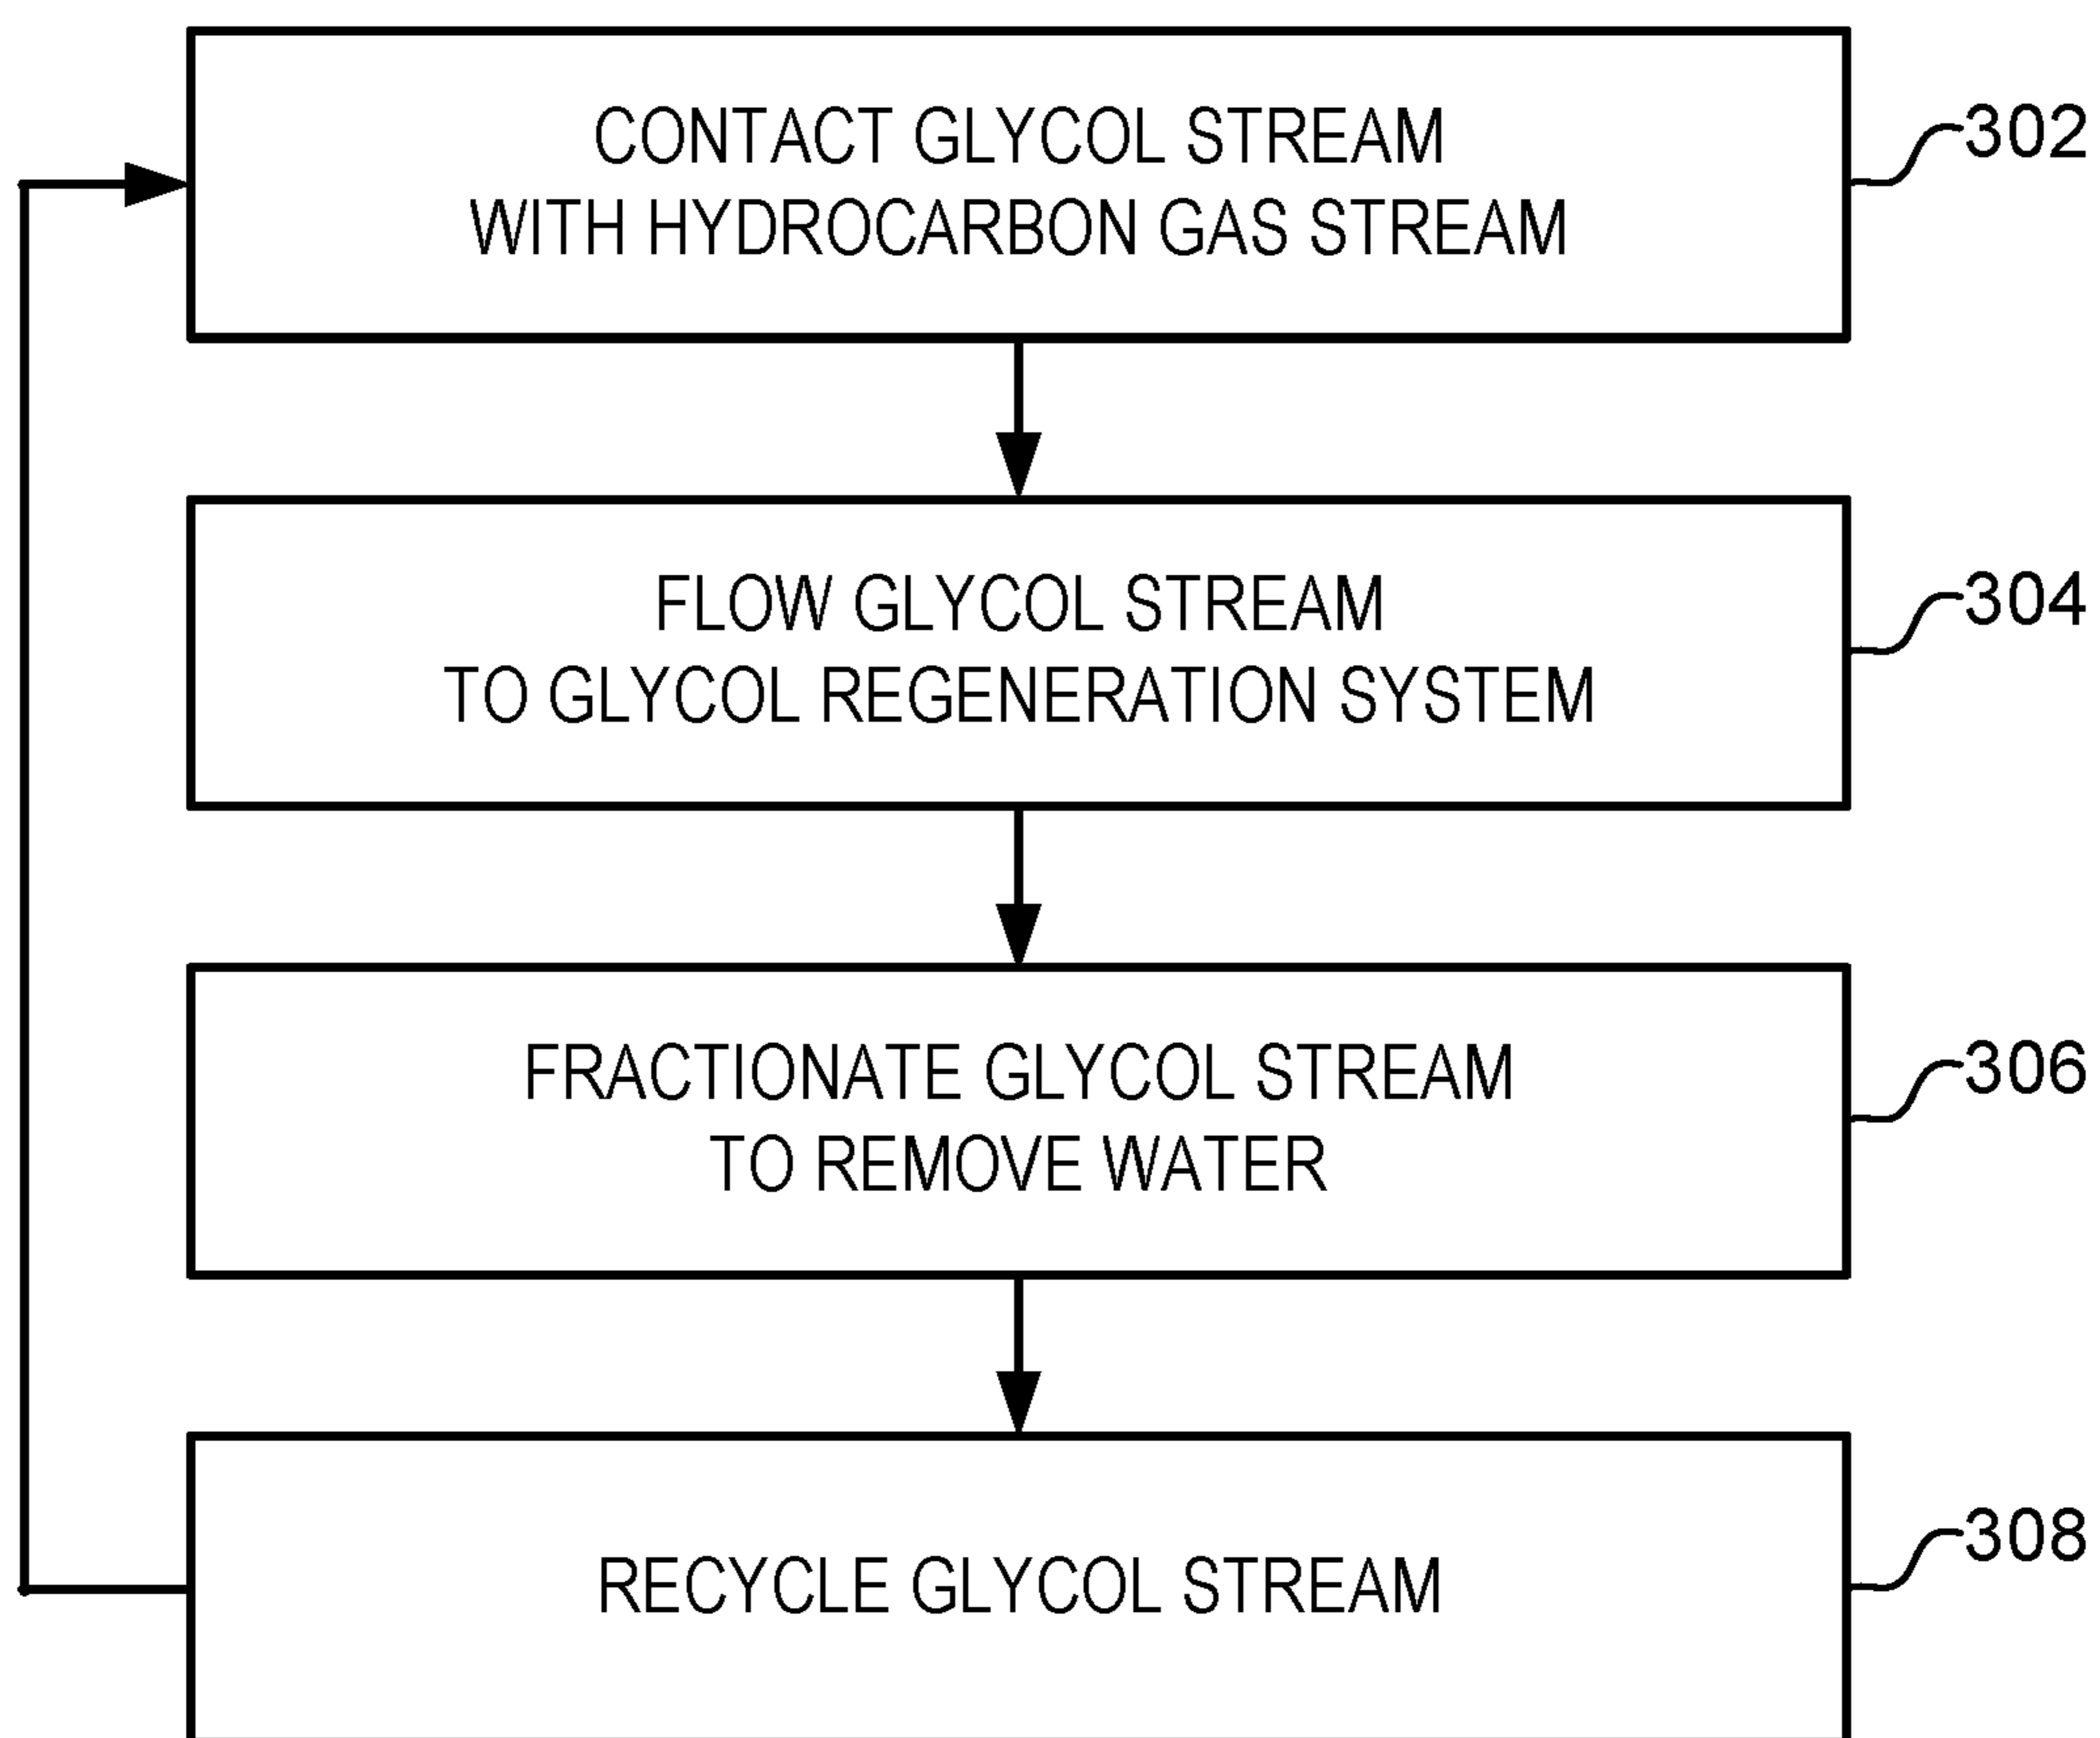 CONTACT GLYCOL STREAM
WITH HYDROCARBON GAS STREAM
302
FLOW GLYCOL STREAM
TO GLYCOL REGENERATION SYSTEM
304
FRACTIONATE GLYCOL STREAM
TO REMOVE WATER
306
RECYCLE GLYCOL STREAM
308